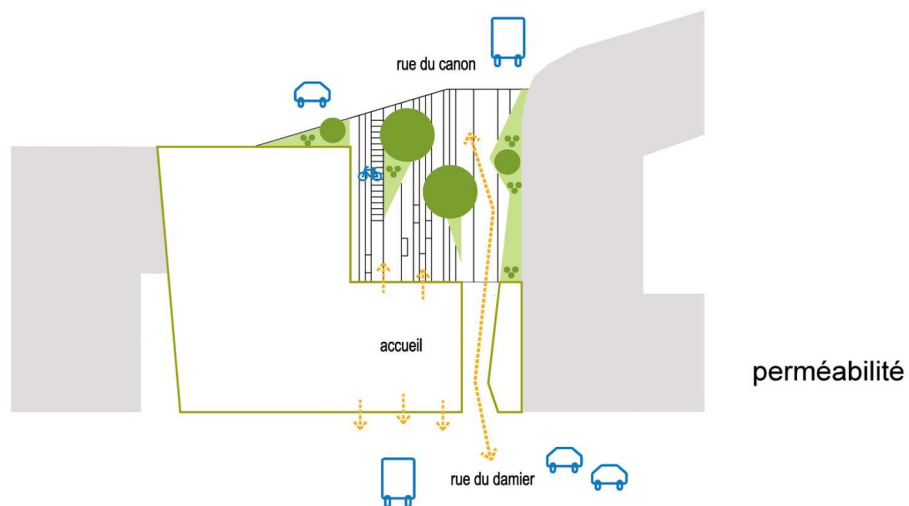 rue du canon
accueil
perméabilité
rue du damier